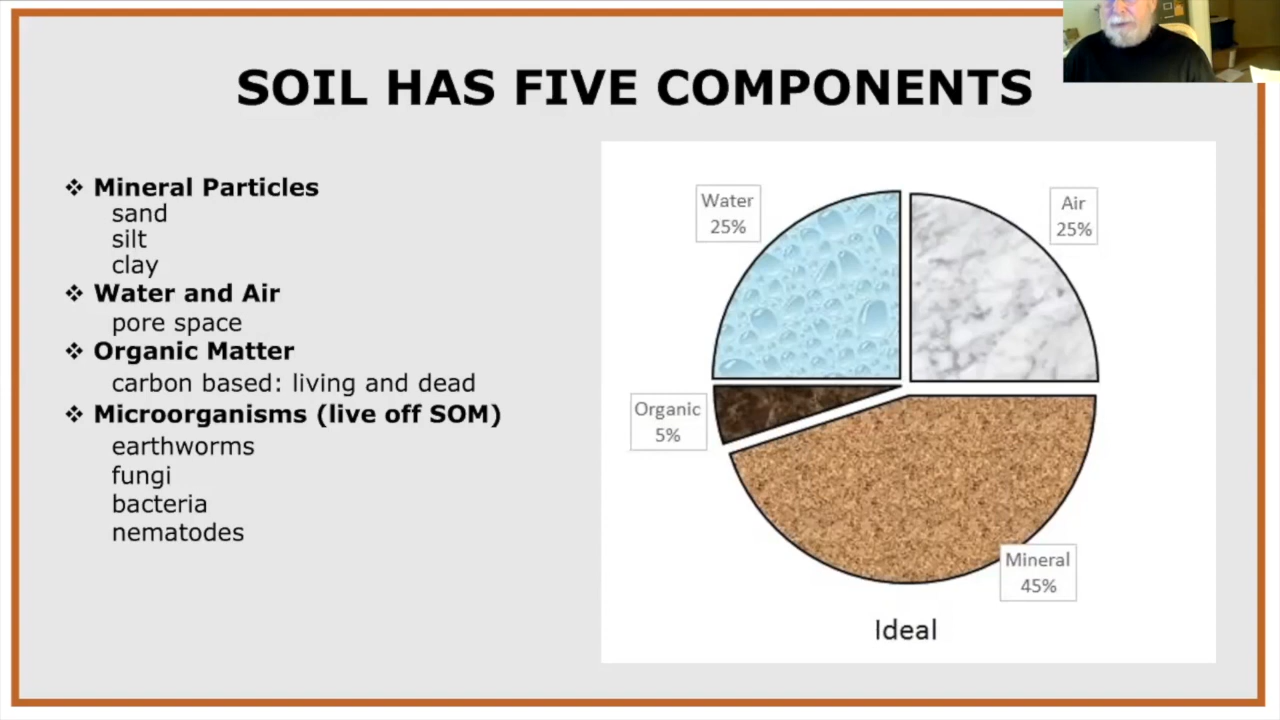 SOIL HAS FIVE COMPONENTS
❖ Mineral Particles
sand
silt
clay
❖ Water and Air
pore space
❖ Organic Matter
carbon based: living and dead
❖ Microorganisms (live off SOM)
earthworms
fungi
bacteria
nematodes
Water
25%
Air
25%
Organic
5%
Mineral
45%
Ideal